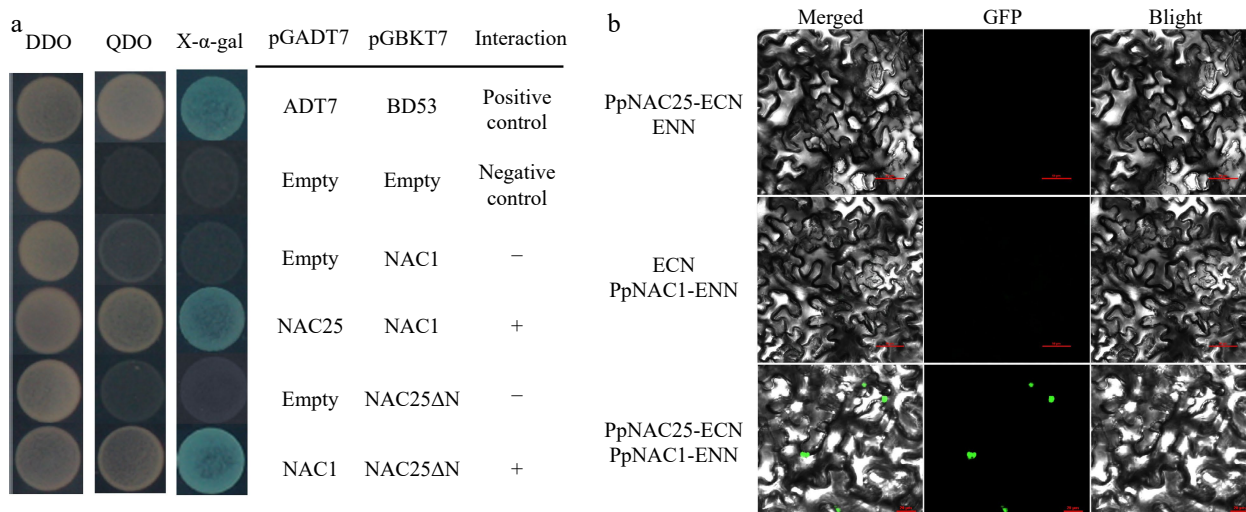 a
DDO QDO X-α-gal pGADT7 pGBKT7 Interaction
ADT7 BD53 Positive control
Empty Empty Negative control
Empty NAC1 −
NAC25 NAC1 +
Empty NAC25ΔN −
NAC1 NAC25ΔN +
b
Merged GFP Blight
PpNAC25-ECN
ENN
ECN
PpNAC1-ENN
PpNAC25-ECN
PpNAC1-ENN